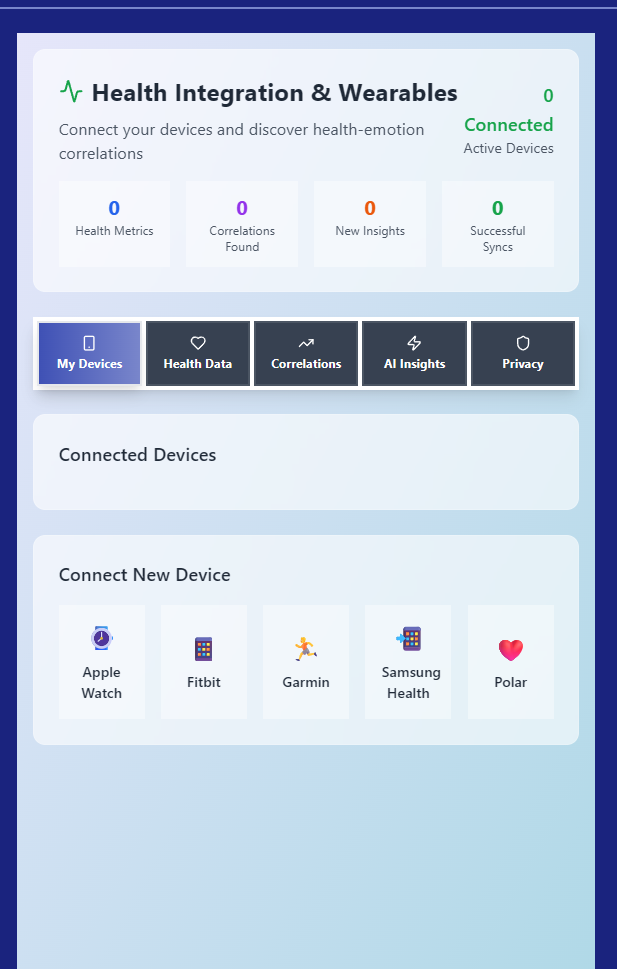 Health Integration & Wearables
Connect your devices and discover health-emotion
correlations
0
Connected
Active Devices
0
Health Metrics
0
Correlations
Found
0
New Insights
0
Successful
Syncs
My Devices
Health Data
Correlations
AI Insights
Privacy
Connected Devices
Connect New Device
Apple
Watch
Fitbit
Garmin
Samsung
Health
Polar